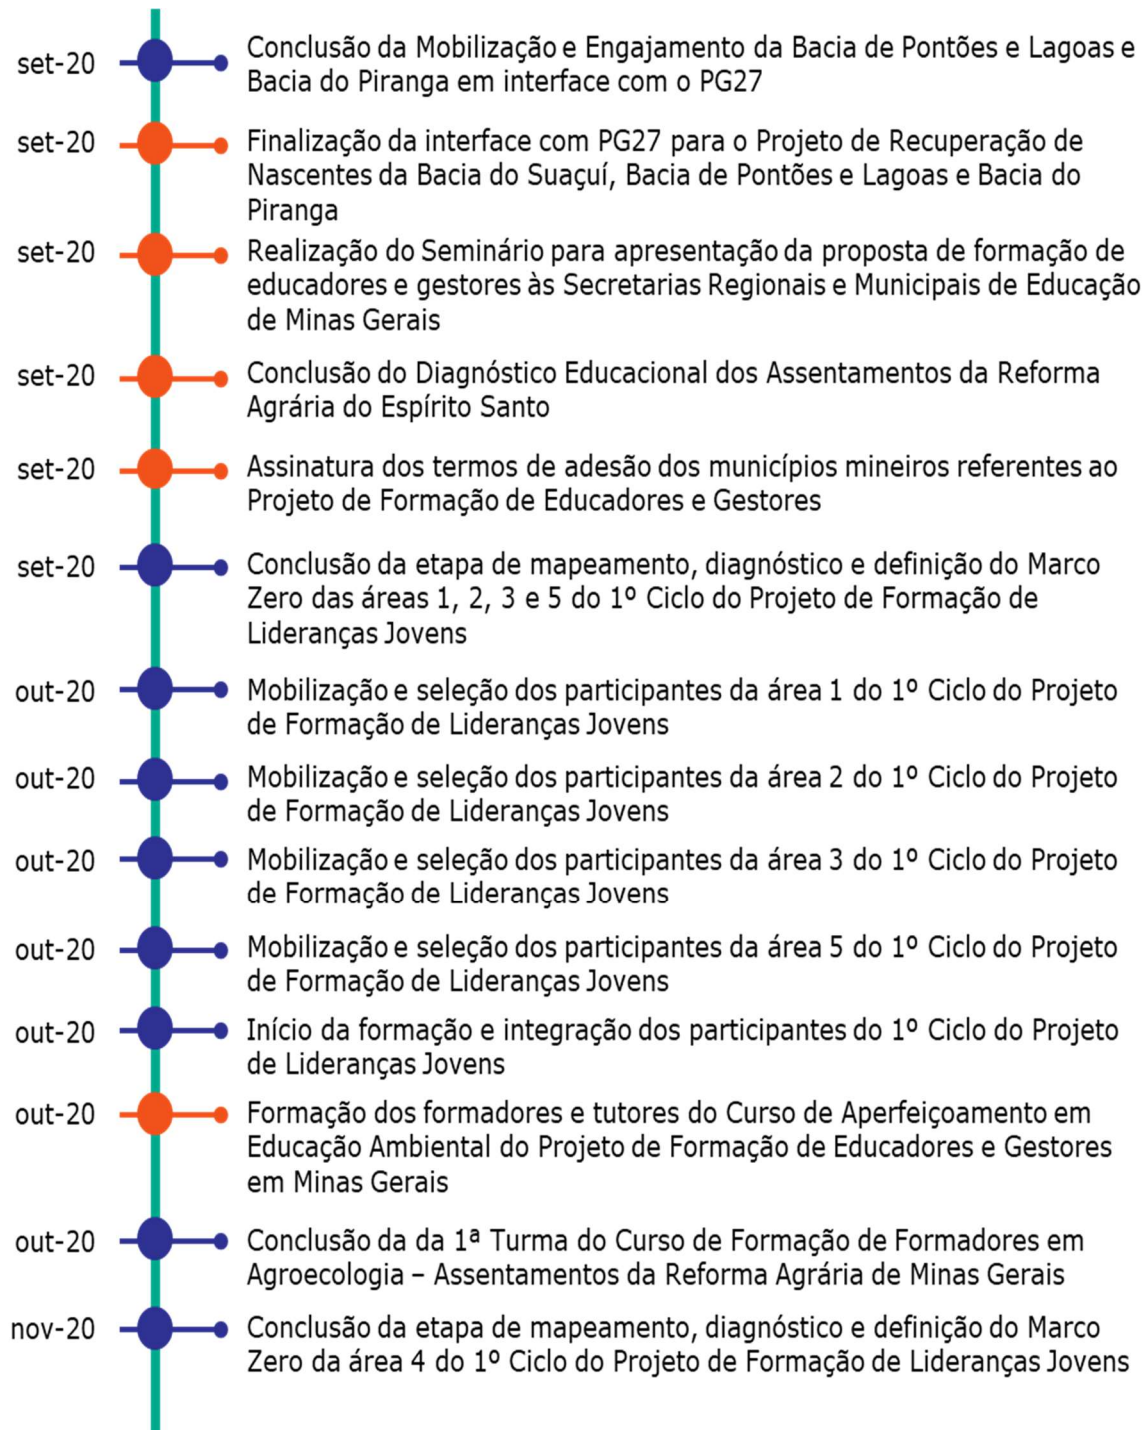 set-20
Conclusão da Mobilização e Engajamento da Bacia de Pontões e Lagoas e
Bacia do Piranga em interface com o PG27
set-20
Finalização da interface com PG27 para o Projeto de Recuperação de
Nascentes da Bacia do Suaçuí, Bacia de Pontões e Lagoas e Bacia do
Piranga
set-20
Realização do Seminário para apresentação da proposta de formação de
educadores e gestores às Secretarias Regionais e Municipais de Educação
de Minas Gerais
set-20
Conclusão do Diagnóstico Educacional dos Assentamentos da Reforma
Agrária do Espírito Santo
set-20
Assinatura dos termos de adesão dos municípios mineiros referentes ao
Projeto de Formação de Educadores e Gestores
set-20
Conclusão da etapa de mapeamento, diagnóstico e definição do Marco
Zero das áreas 1, 2, 3 e 5 do 1º Ciclo do Projeto de Formação de
Lideranças Jovens
out-20
Mobilização e seleção dos participantes da área 1 do 1º Ciclo do Projeto
de Formação de Lideranças Jovens
out-20
Mobilização e seleção dos participantes da área 2 do 1º Ciclo do Projeto
de Formação de Lideranças Jovens
out-20
Mobilização e seleção dos participantes da área 3 do 1º Ciclo do Projeto
de Formação de Lideranças Jovens
out-20
Mobilização e seleção dos participantes da área 5 do 1º Ciclo do Projeto
de Formação de Lideranças Jovens
out-20
Início da formação e integração dos participantes do 1º Ciclo do Projeto
de Lideranças Jovens
out-20
Formação dos formadores e tutores do Curso de Aperfeiçoamento em
Educação Ambiental do Projeto de Formação de Educadores e Gestores
em Minas Gerais
out-20
Conclusão da da 1ª Turma do Curso de Formação de Formadores em
Agroecologia – Assentamentos da Reforma Agrária de Minas Gerais
nov-20
Conclusão da etapa de mapeamento, diagnóstico e definição do Marco
Zero da área 4 do 1º Ciclo do Projeto de Formação de Lideranças Jovens